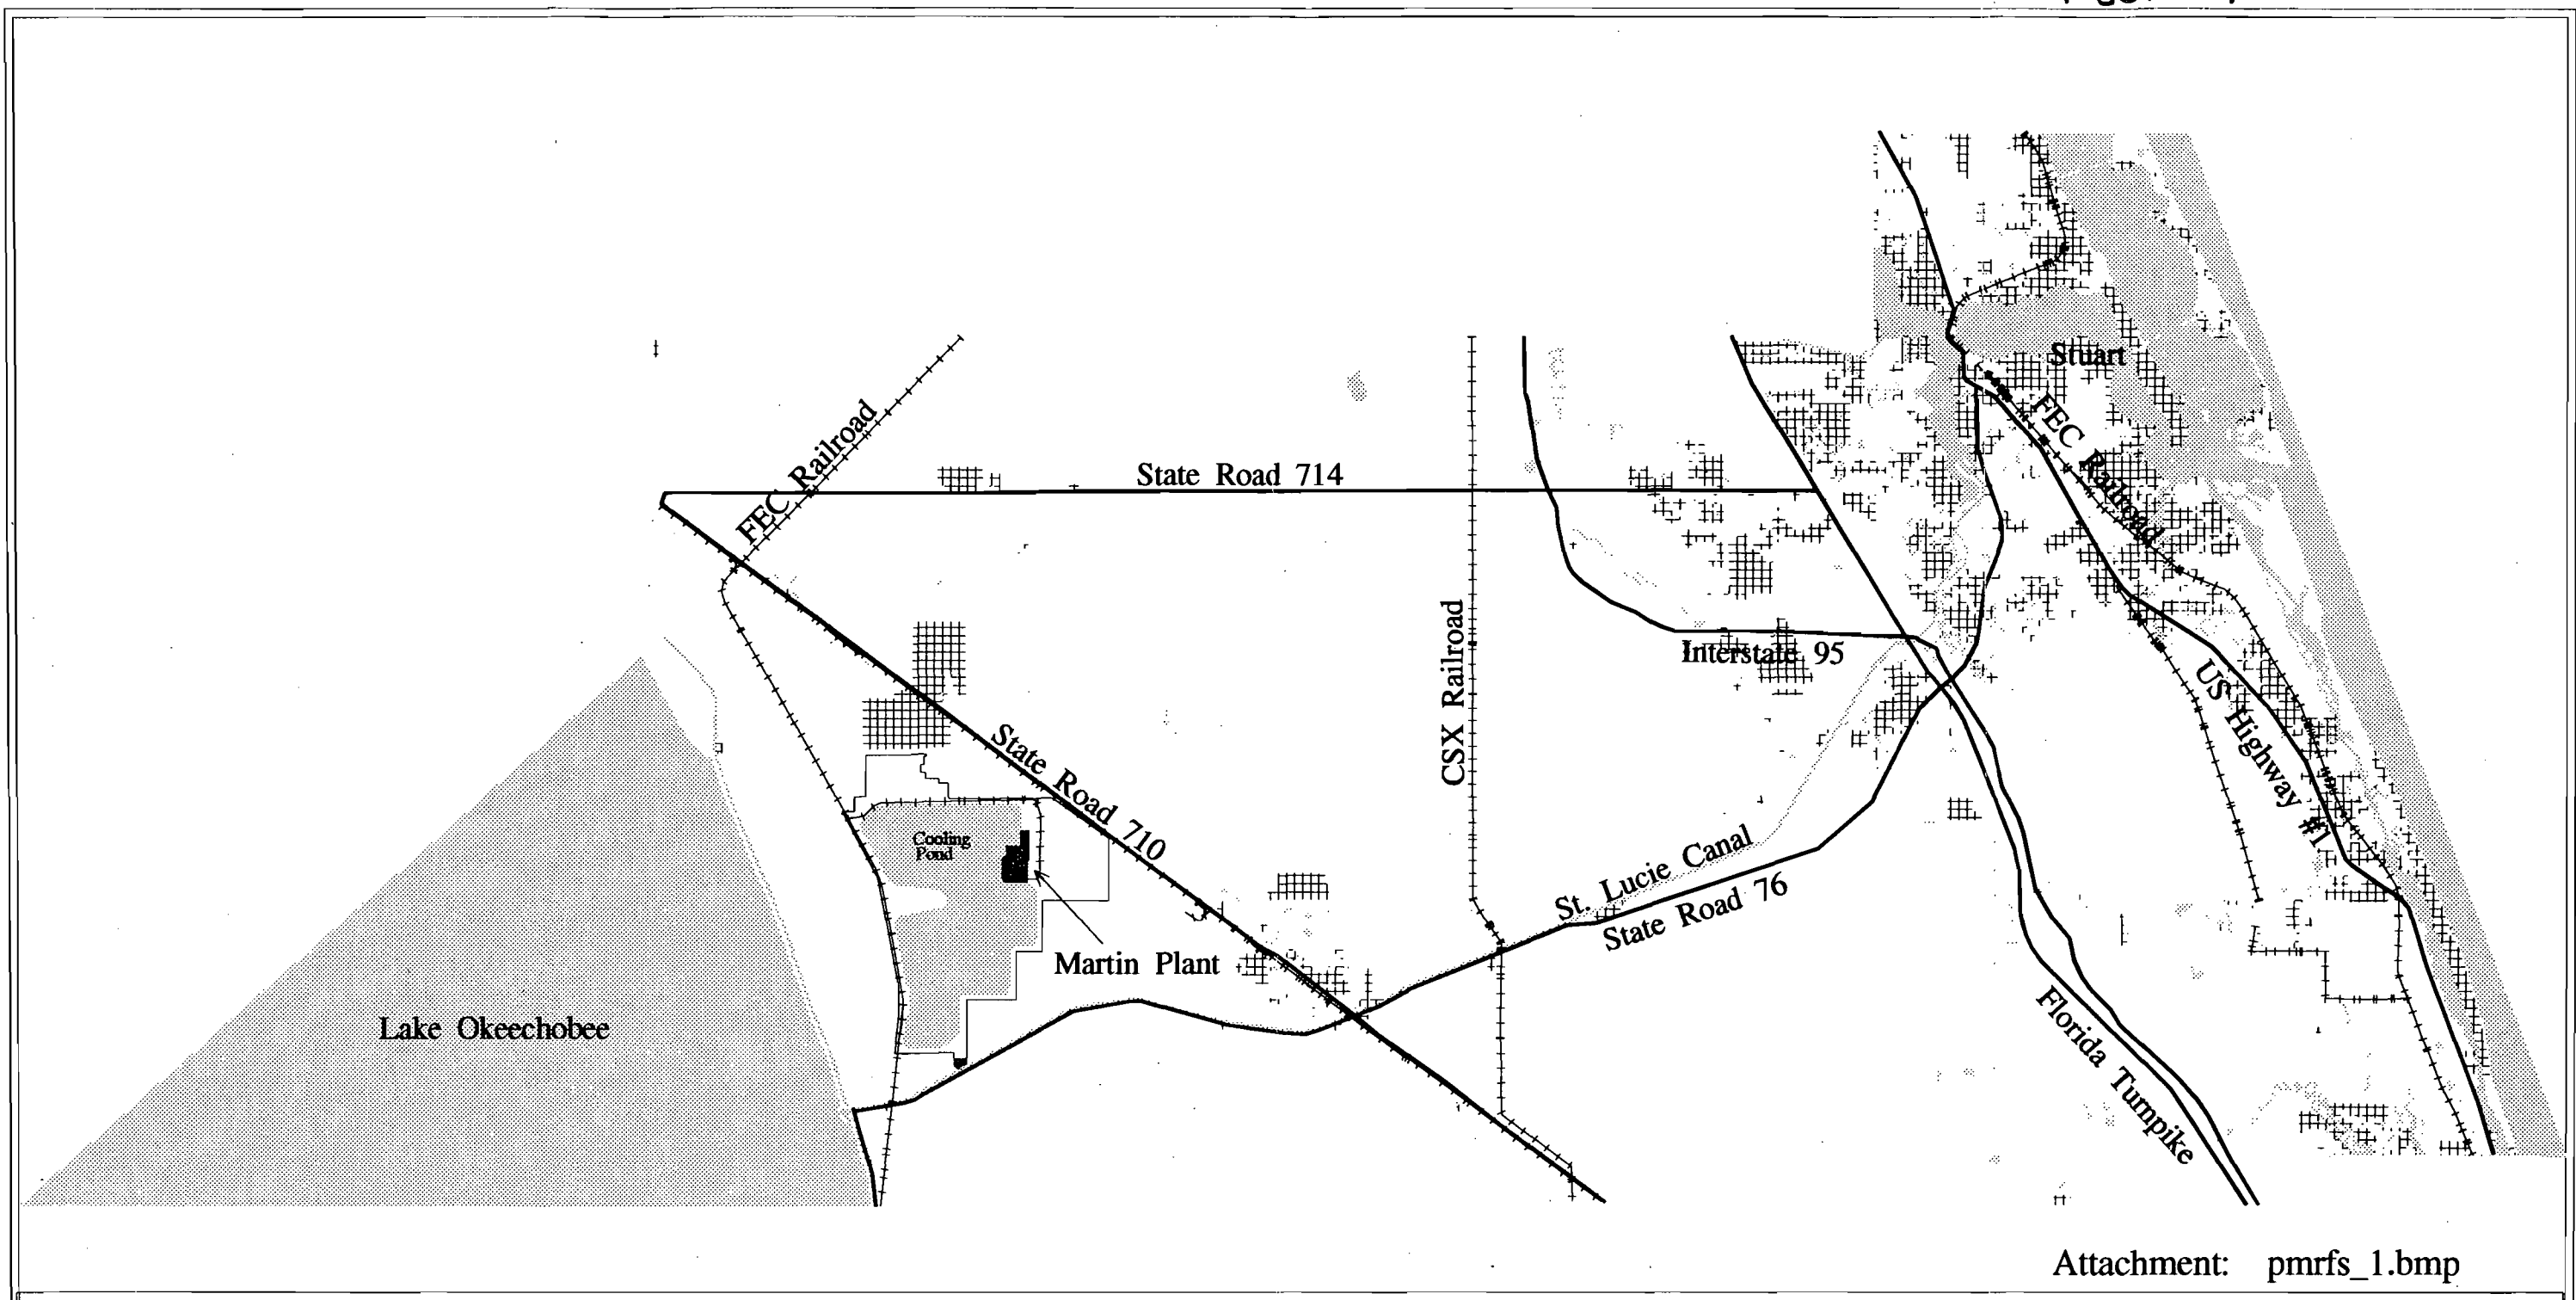 Stuart
FEC Railroad
FEC Railroad
State Road 714
CSX Railroad
Interstate 95
US Highway #1
State Road 710
Cooling
Pond
St. Lucie Canal
State Road 76
Martin Plant
Lake Okeechobee
Florida Turnpike
Attachment: pmrfs_1.bmp